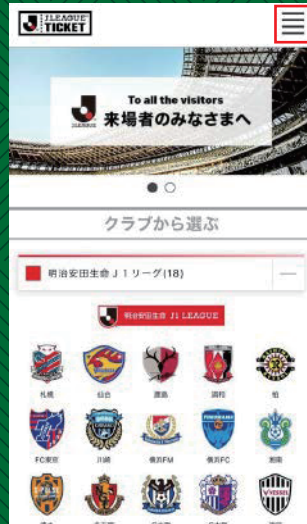 J.LEAGUE
TICKET
To all the visitors
来場者のみなさまへ
J.LEAGUE
クラブから選ぶ
明治安田生命J1リーグ(18)
明治安田生命 J1 LEAGUE
札幌 仙台 鹿島 浦和 柏
FC東京 川崎 横浜FM 横浜FC 湘南
YOKOHAMA
VISSEL